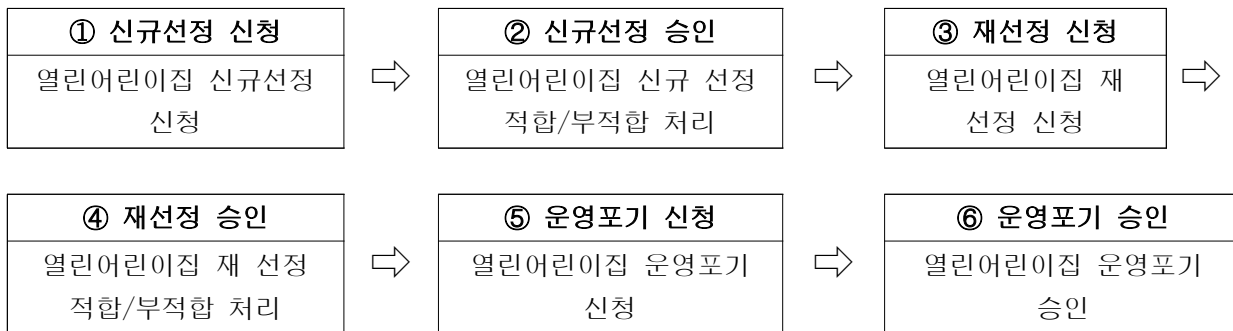 ① 신규선정 신청
열린어린이집 신규선정
신청
② 신규선정 승인
열린어린이집 신규 선정
적합/부적합 처리
③ 재선정 신청
열린어린이집 재
선정 신청
④ 재선정 승인
열린어린이집 재 선정
적합/부적합 처리
⑤ 운영포기 신청
열린어린이집 운영포기
신청
⑥ 운영포기 승인
열린어린이집 운영포기
승인